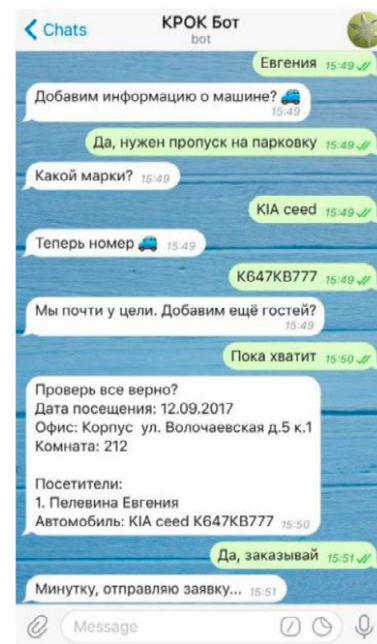 Chats
КРОК Бот
bot
Евгения 15:49
Добавим информацию о машине?
15:49
Да, нужен пропуск на парковку 15:49
Какой марки? 15:49
KIA ceed 15:49
Теперь номер 15:49
К647КВ777 15:49
Мы почти у цели. Добавим ещё гостей?
15:49
Пока хватит 15:50
Проверь все верно?
Дата посещения: 12.09.2017
Офис: Корпус ул. Волочаевская д.5 к.1
Комната: 212
Посетители:
1. Пелевина Евгения
Автомобиль: KIA ceed К647КВ777 15:50
Да, заказывай 15:51
Минутку, отправляю заявку... 15:51
Message